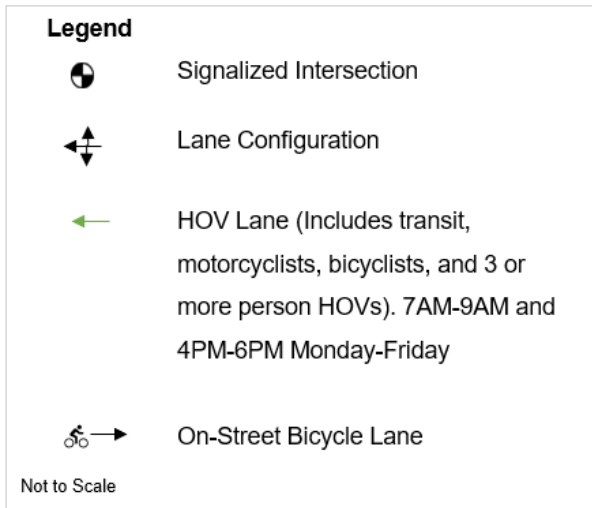 Legend
Signalized Intersection
Lane Configuration
HOV Lane (Includes transit,
motorcyclists, bicyclists, and 3 or
more person HOVs). 7AM-9AM and
4PM-6PM Monday-Friday
On-Street Bicycle Lane
Not to Scale